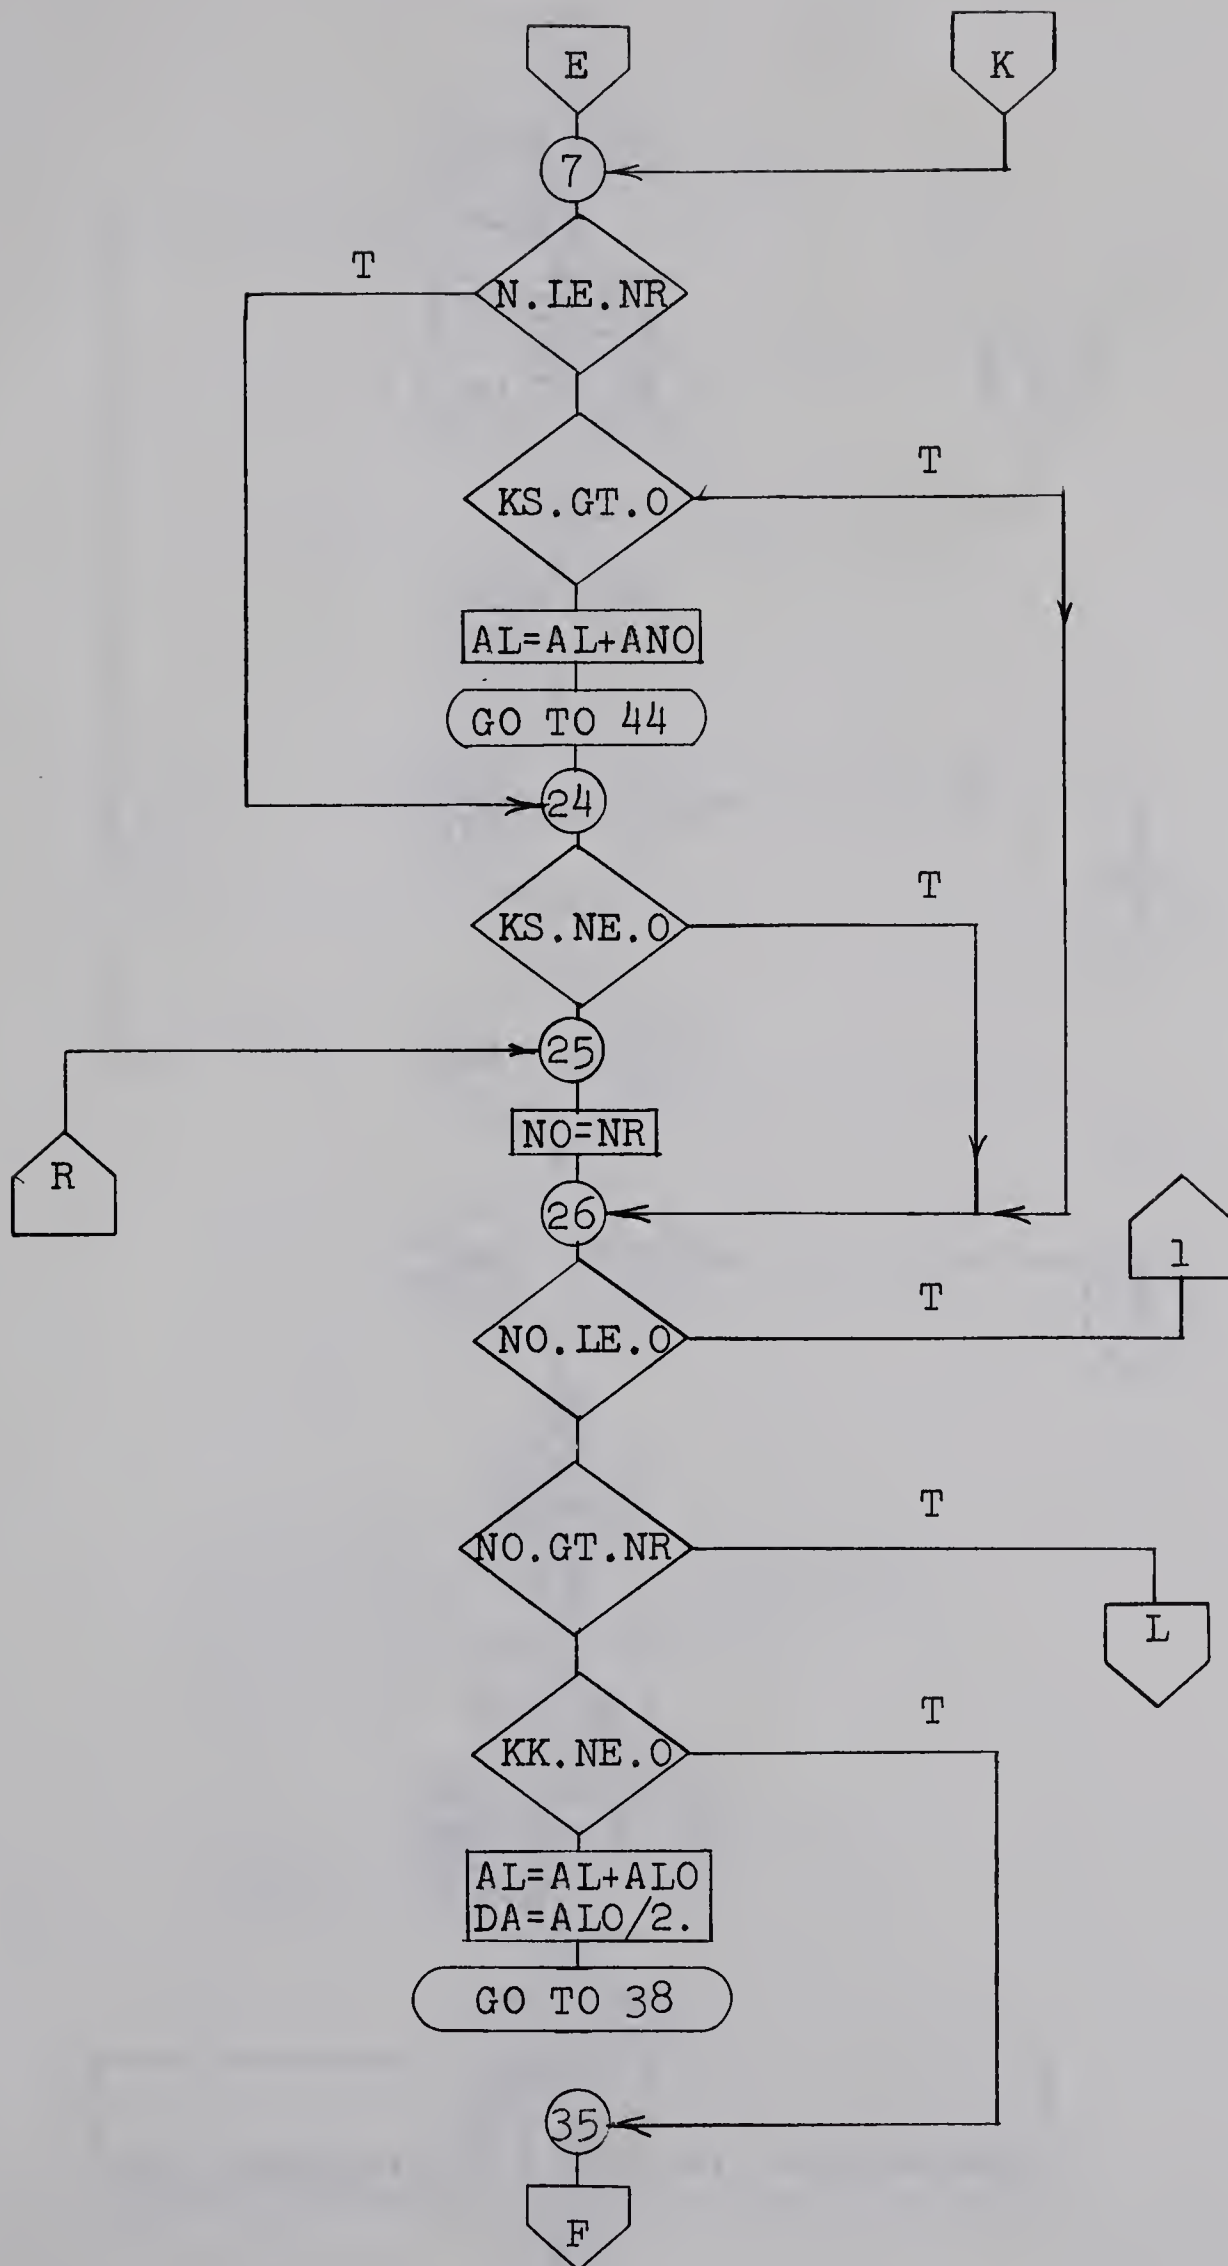 E
K
7
T
N.LE.NR
T
KS.GT.0
AL=AL+ANO
GO TO 44
24
T
KS.NE.0
25
NO=NR
R
26
1
T
NO.LE.0
T
NO.GT.NR
L
T
KK.NE.0
AL=AL+ALO
DA=ALO/2.
GO TO 38
35
F